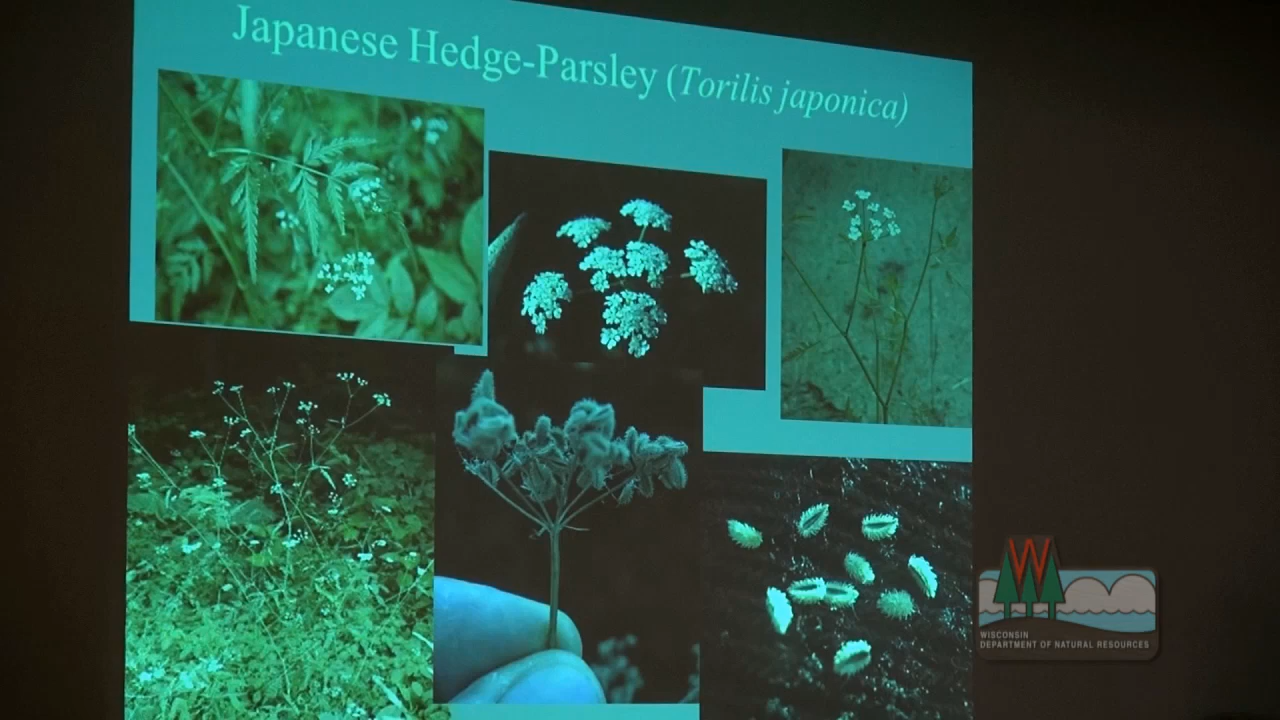 Japanese Hedge-Parsley (Torilis japonica)
WISCONSIN
DEPARTMENT OF NATURAL RESOURCES